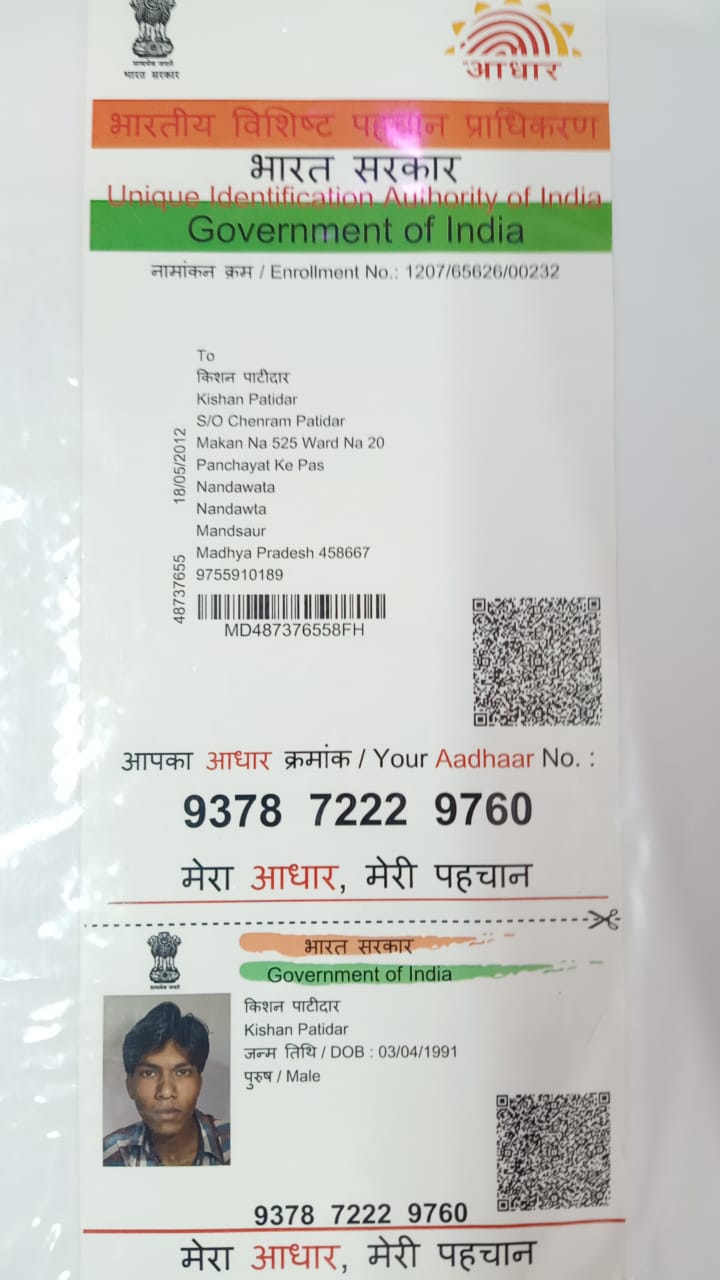 सत्यमेव जयते
भारत सरकार
आधार
भारतीय विशिष्ट पहचान प्राधिकरण
भारत सरकार
Unique Identification Authority of India
Government of India
नामांकन क्रम / Enrollment No.: 1207/65626/00232
To
किशन पाटीदार
Kishan Patidar
S/O Chenram Patidar
Makan Na 525 Ward Na 20
Panchayat Ke Pas
Nandawata
Nandawta
Mandsaur
Madhya Pradesh 458667
9755910189
18/05/2012
48737655
MD487376558FH
आपका आधार क्रमांक / Your Aadhaar No. :
9378 7222 9760
मेरा आधार, मेरी पहचान
सत्यमेव जयते
भारत सरकार
Government of India
किशन पाटीदार
Kishan Patidar
जन्म तिथि / DOB : 03/04/1991
पुरुष / Male
9378 7222 9760
मेरा आधार, मेरी पहचान